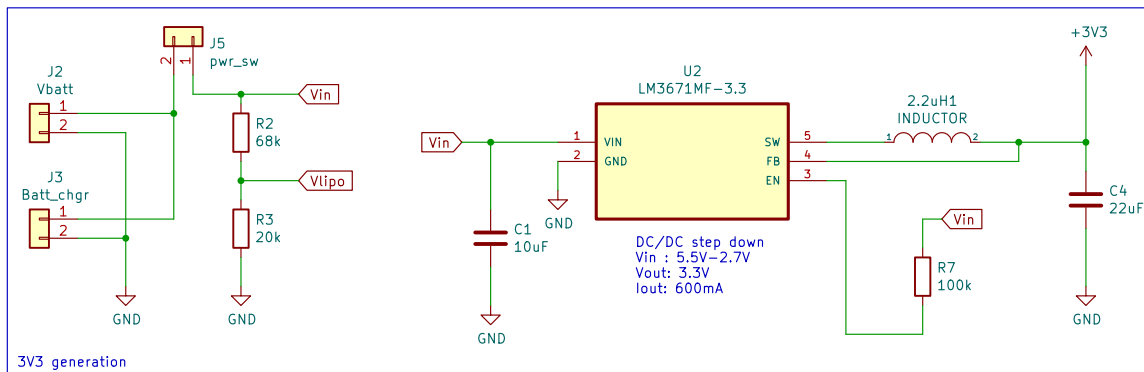 J5
pwr_sw
2
1
J2
Vbatt
1
2
Vin
R2
68k
Vlipo
J3
Batt_chgr
1
2
R3
20k
GND
GND
Vin
U2
LM3671MF-3.3
1
VIN
2
GND
SW
5
FB
4
EN
3
GND
C1
10uF
GND
DC/DC step down
Vin : 5.5V-2.7V
Vout: 3.3V
Iout: 600mA
2.2uH1
INDUCTOR
1
2
+3V3
C4
22uF
Vin
R7
100k
GND
3V3 generation